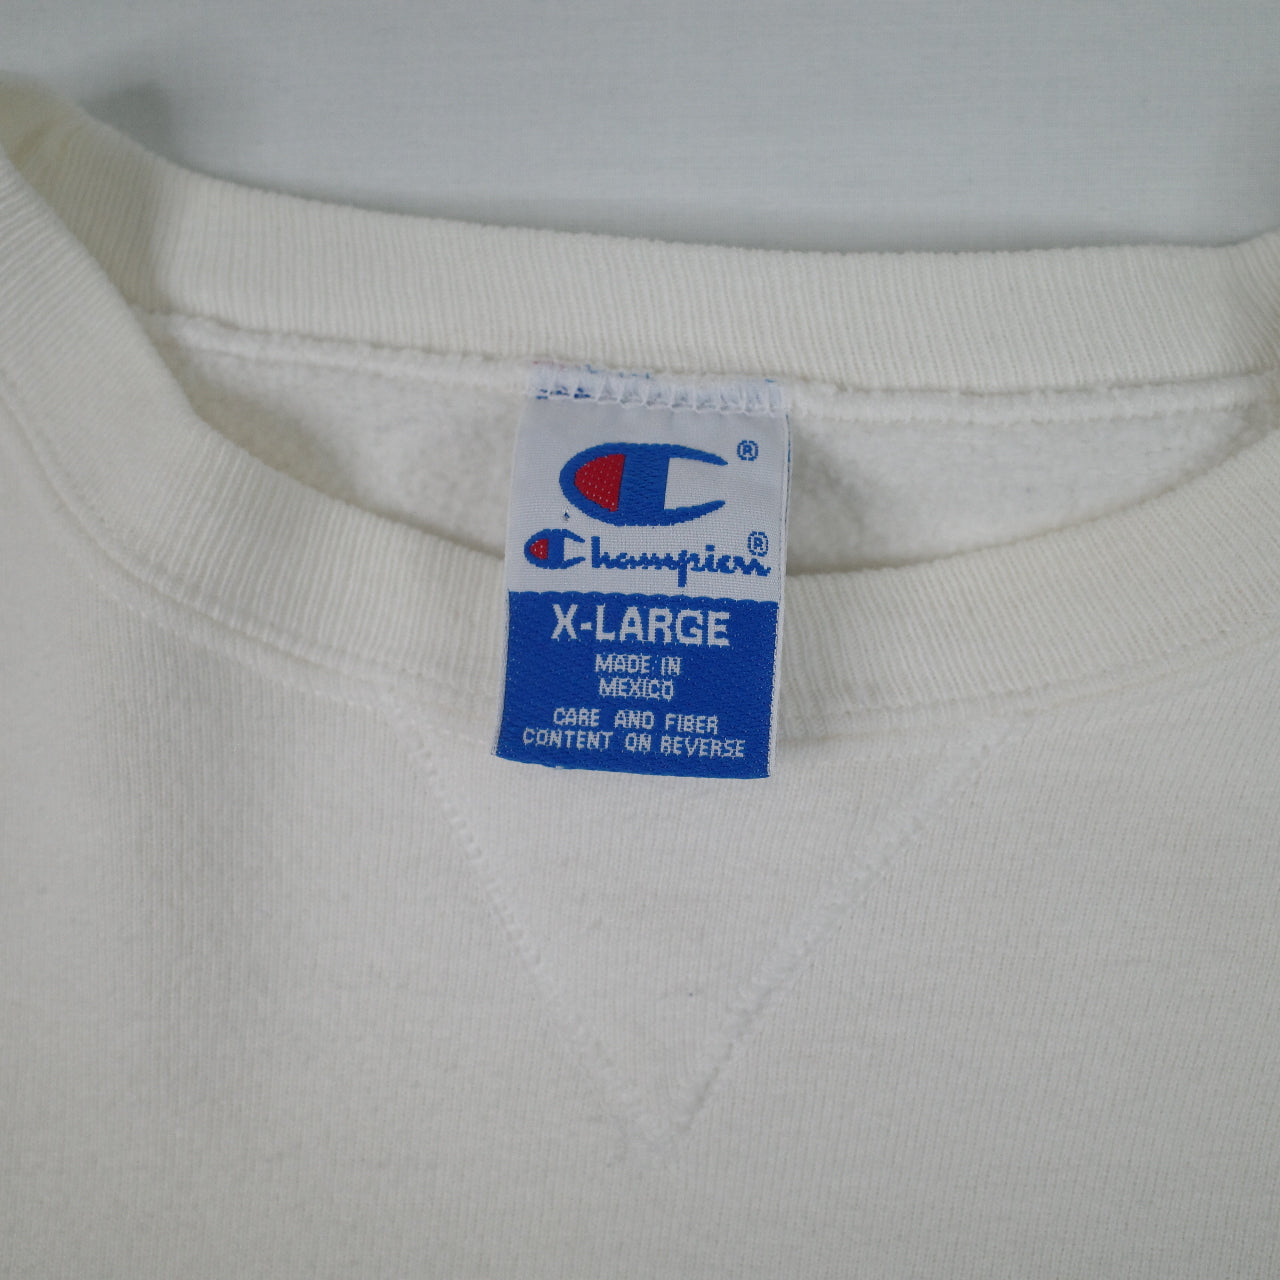 ®
Champion®
X-LARGE
MADE IN
MEXICO
CARE AND FIBER
CONTENT ON REVERSE